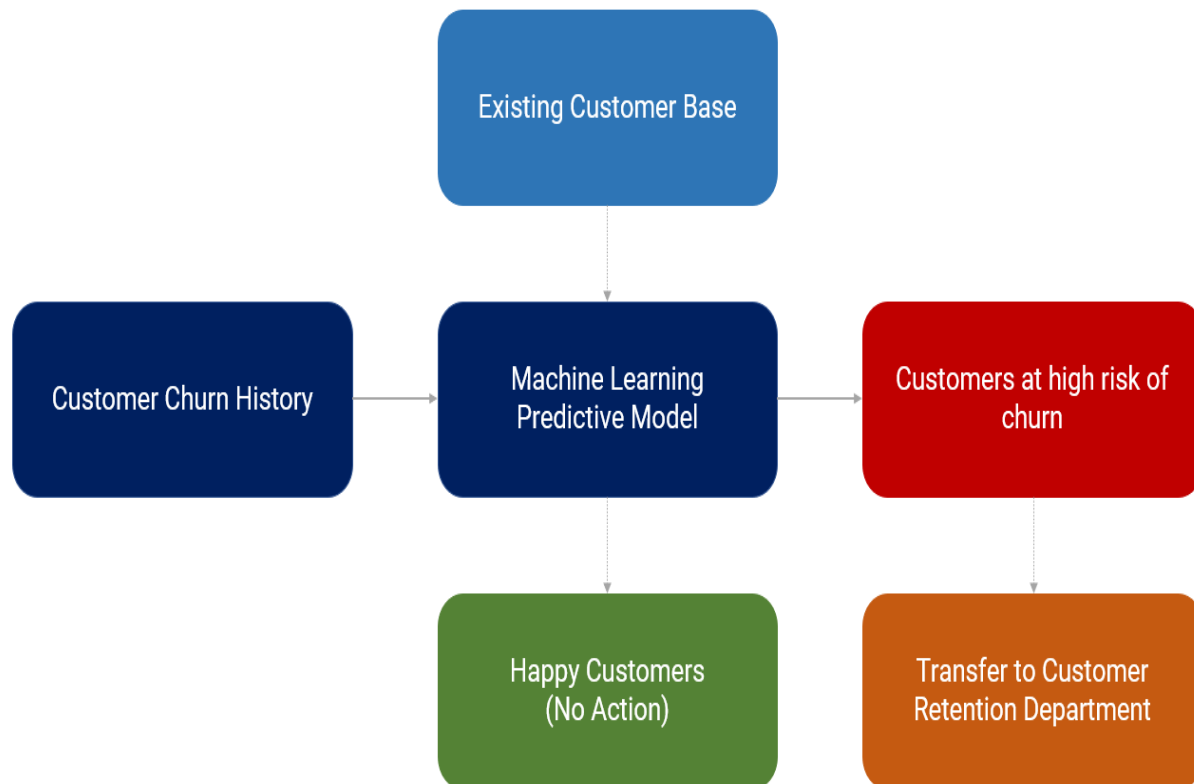 Existing Customer Base
Customer Churn History
Machine Learning
Predictive Model
Customers at high risk of
churn
Happy Customers
(No Action)
Transfer to Customer
Retention Department